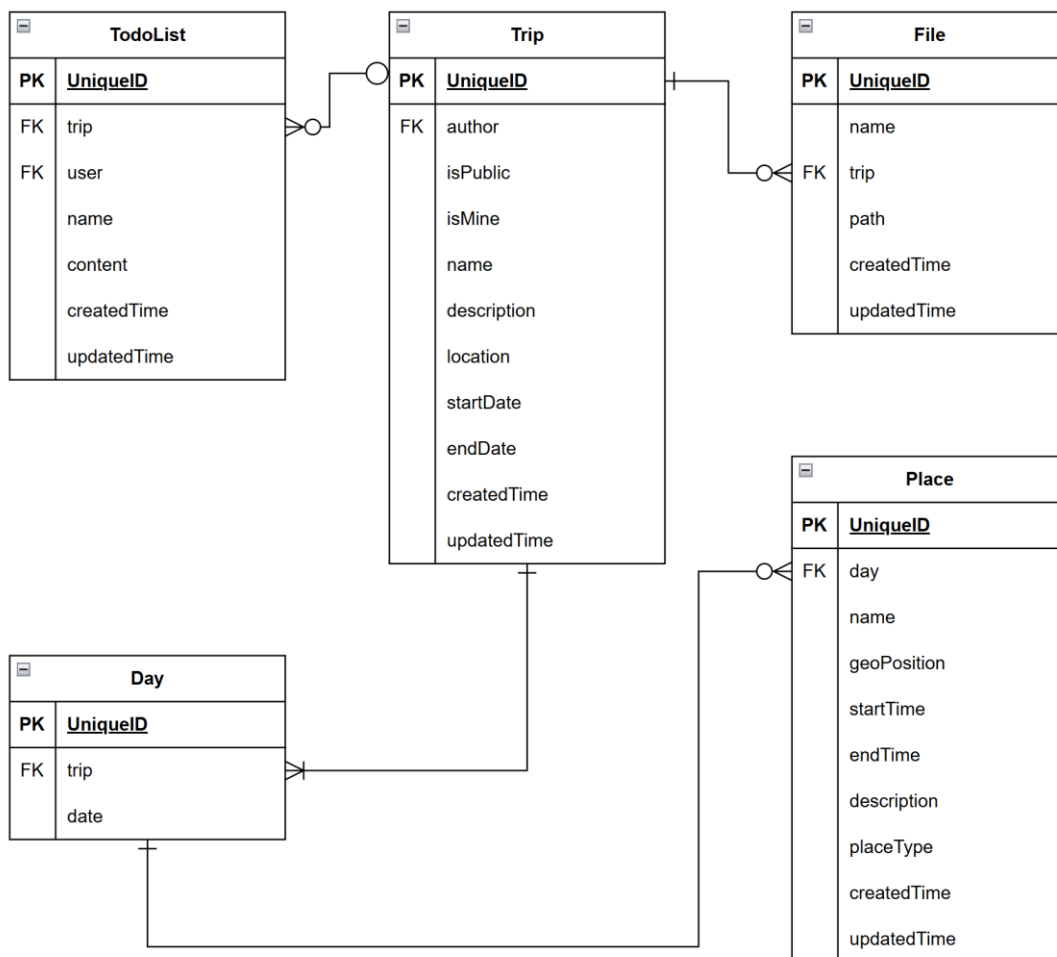 TodoList
PK UniqueID
FK trip
FK user
name
content
createdTime
updatedTime
Trip
PK UniqueID
FK author
isPublic
isMine
name
description
location
startDate
endDate
createdTime
updatedTime
File
PK UniqueID
name
FK trip
path
createdTime
updatedTime
Day
PK UniqueID
FK trip
date
Place
PK UniqueID
FK day
name
geoPosition
startTime
endTime
description
placeType
createdTime
updatedTime